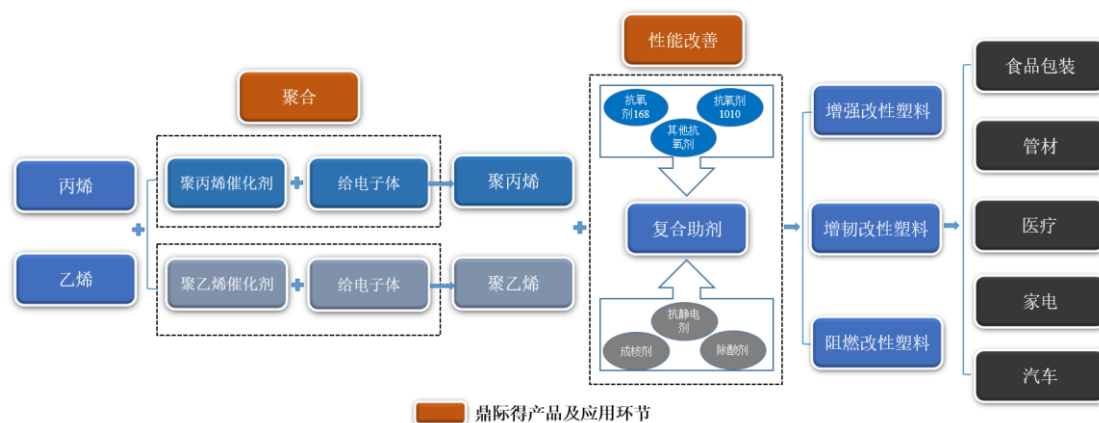 聚合
丙烯
乙烯
聚丙烯催化剂
给电子体
聚丙烯
聚乙烯催化剂
给电子体
聚乙烯
性能改善
抗氧
剂168
抗氧剂
1010
其他抗
氧剂
复合助剂
抗静电
剂
成核剂
除酸剂
增强改性塑料
增韧改性塑料
阻燃改性塑料
食品包装
管材
医疗
家电
汽车
鼎际得产品及应用环节